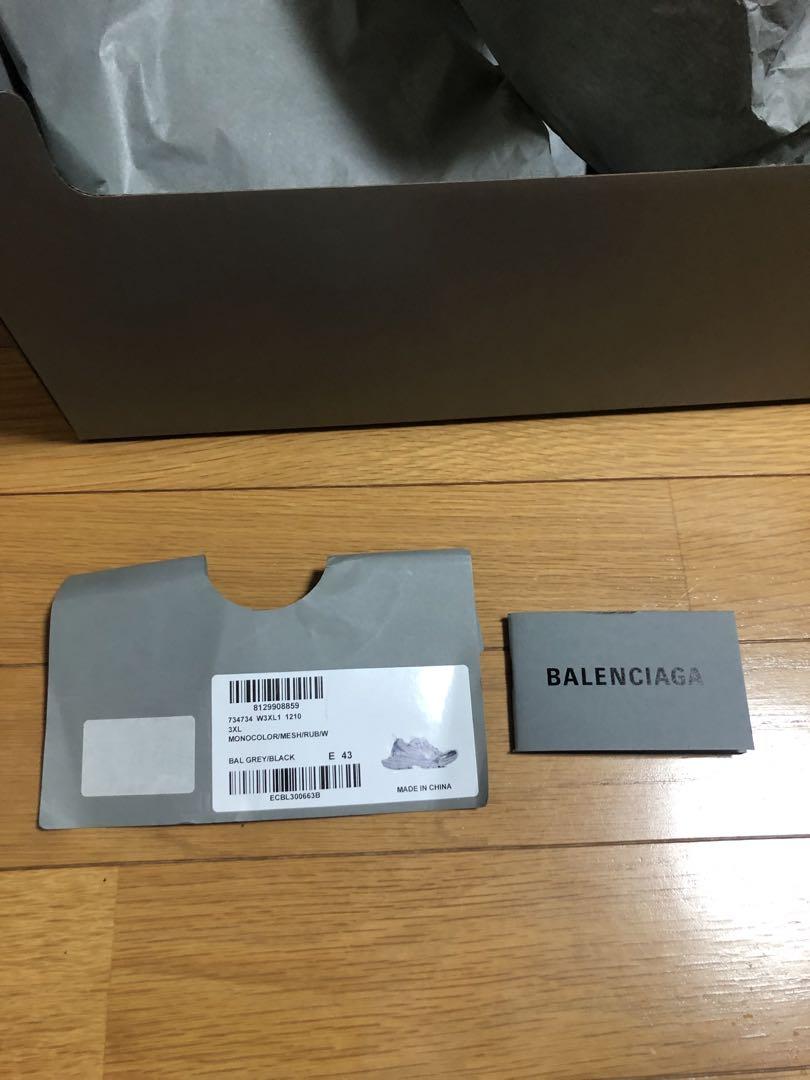 8129908859
734734 W3XL1 1210
3XL
MONOCOLOR/MESH/RUB/W
BAL GREY/BLACK E 43
ECBL300663B
MADE IN CHINA
BALENCIAGA